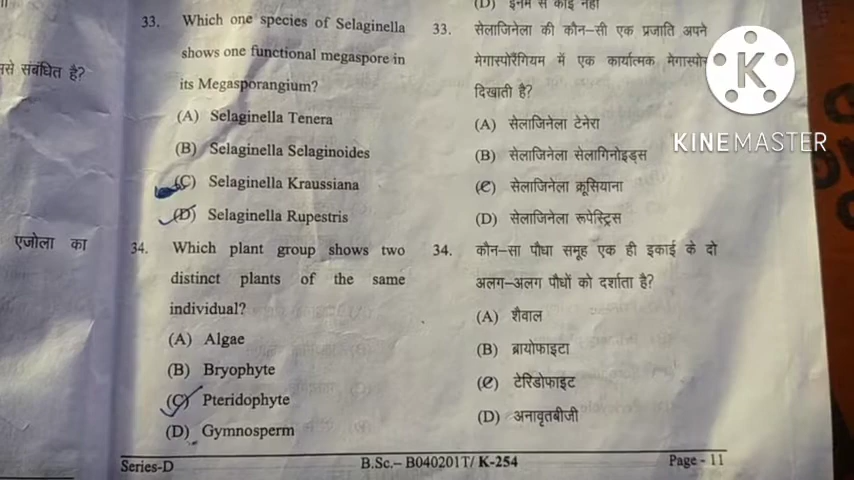 (D) इनमें से कोई नहीं
से संबंधित है?
एजोला का
33. Which one species of Selaginella
shows one functional megaspore in
its Megasporangium?
(A) Selaginella Tenera
(B) Selaginella Selaginoides
(C) Selaginella Kraussiana
(D) Selaginella Rupestris
34. Which plant group shows two
distinct plants of the same
individual?
(A) Algae
(B) Bryophyte
(C) Pteridophyte
(D) Gymnosperm
33. सेलाजिनेला की कौन-सी एक प्रजाति अपने
मेगास्पोरेंगियम में एक कार्यात्मक
दिखाती है?
(A) सेलाजिनेला टेनेरा
(B) सेलाजिनेला सेलागिनोइड्स
(C) सेलाजिनेला क्रूसियाना
(D) सेलाजिनेला रूपेस्ट्रिस
34. कौन-सा पौधा समूह एक ही इकाई के दो
अलग-अलग पौधों को दर्शाता है?
(A) शैवाल
(B) ब्रायोफाइटा
(C) टेरिडोफाइट
(D) अनावृतबीजी
K
KINEMASTER
Series-D B.Sc.– B040201T/ K-254 Page - 11